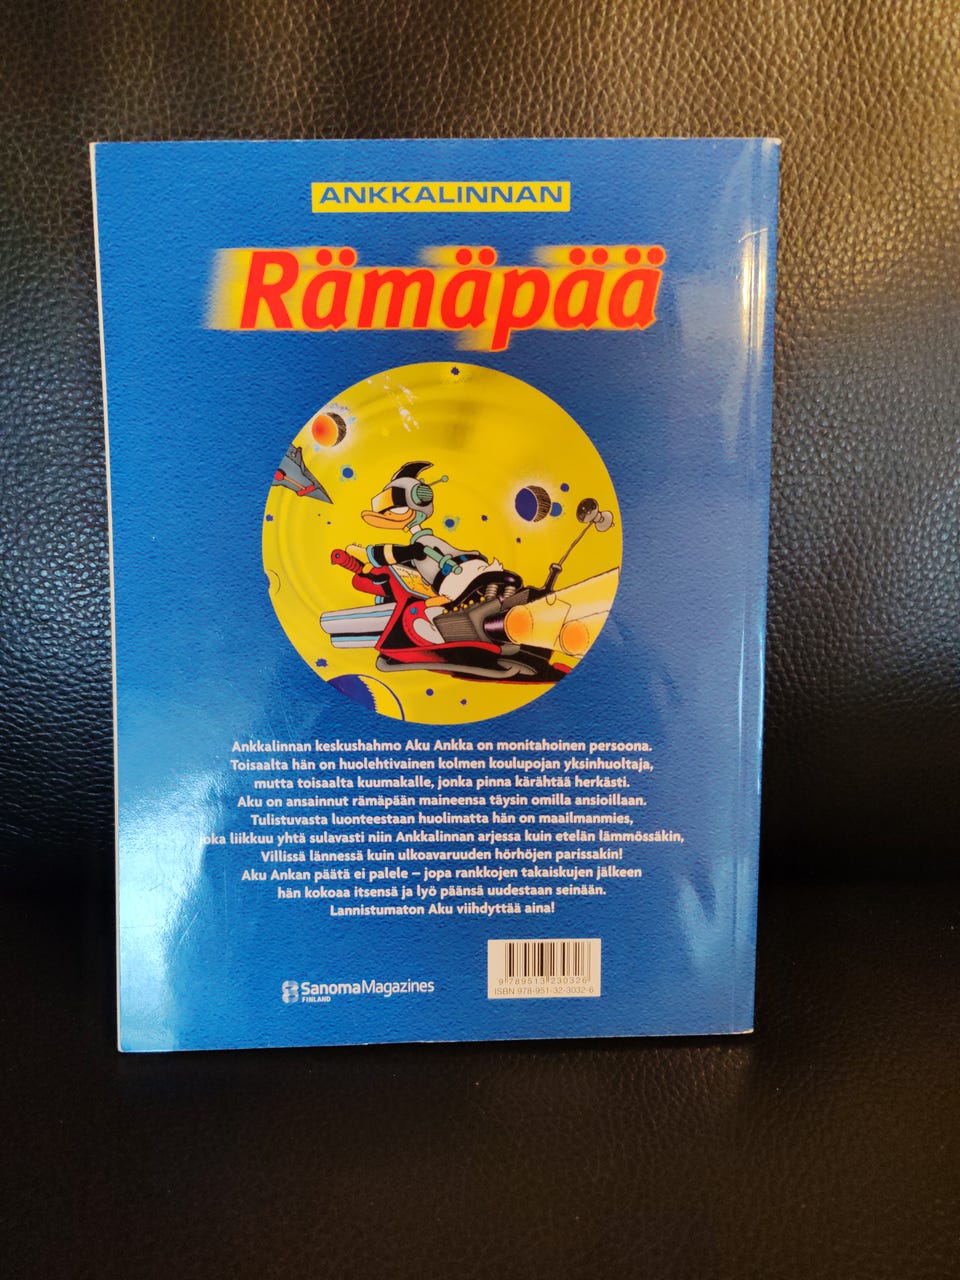 ANKKALINNAN
Rämäpää
Ankkalinnan keskushahmo Aku Ankka on monitahoinen persoona.
Toisaalta hän on huolehtivainen kolmen koulupojan yksinhuoltaja,
mutta toisaalta kuumakalle, jonka pinna kärähtää herkästi.
Aku on ansainnut rämäpään maineensa täysin omilla ansioillaan.
Tulistuvasta luonteestaan huolimatta hän on maailmanmies,
joka liikkuu yhtä sulavasti niin Ankkalinnan arjessa kuin etelän lämmössäkin,
Villissä lännessä kuin ulkoavaruuden hörhöjen parissakin!
Aku Ankan päätä ei palele – jopa rankkojen takaiskujen jälkeen
hän kokoaa itsensä ja lyö päänsä uudestaan seinään.
Lannistumaton Aku viihdyttää aina!
SanomaMagazines
FINLAND
9 789513 230326
ISBN 978-951-32-3032-6